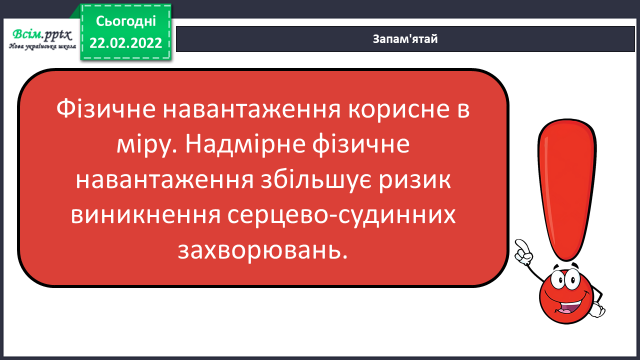 Всім.pptx
Нова українська школа
Сьогодні
22.02.2022
Запам'ятай
Фізичне навантаження корисне в
міру. Надмірне фізичне
навантаження збільшує ризик
виникнення серцево-судинних
захворювань.